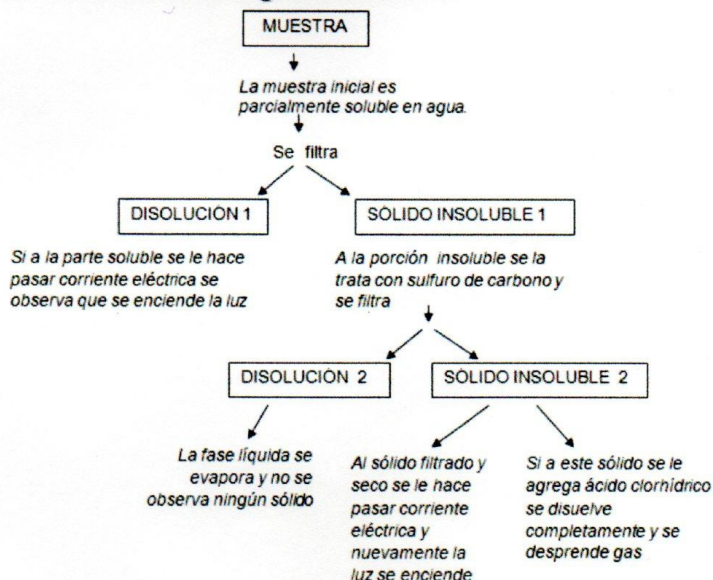 MUESTRA
La muestra inicial es
parcialmente soluble en agua.
Se filtra
DISOLUCIÓN 1
SÓLIDO INSOLUBLE 1
Si a la parte soluble se le hace
pasar corriente eléctrica se
observa que se enciende la luz
A la porción insoluble se la
trata con sulfuro de carbono y
se filtra
DISOLUCIÓN 2
SÓLIDO INSOLUBLE 2
La fase líquida se
evapora y no se
observa ningún sólido
Al sólido filtrado y
seco se le hace
pasar corriente
eléctrica y
nuevamente la
luz se enciende
Si a este sólido se le
agrega ácido clorhídrico
se disuelve
completamente y se
desprende gas